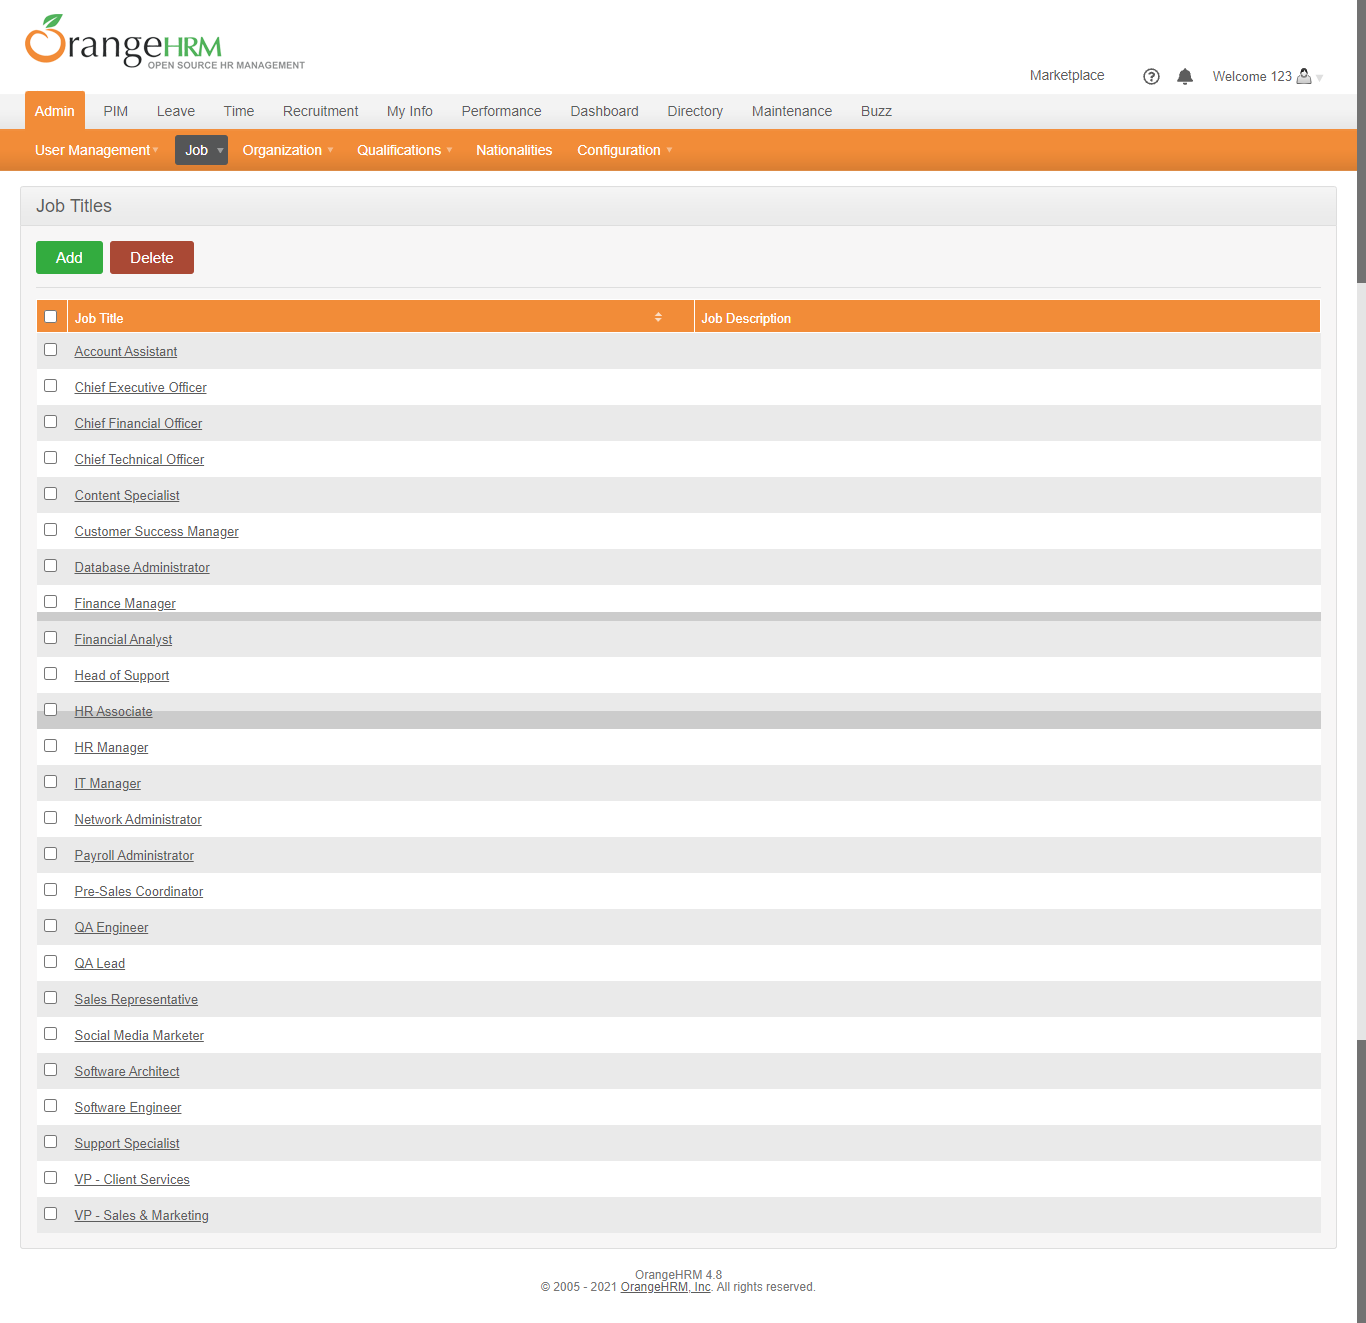 OrangeHRM
OPEN SOURCE HR MANAGEMENT
Marketplace
Welcome 123
Admin PIM Leave Time Recruitment My Info Performance Dashboard Directory Maintenance Buzz
User Management Job Organization Qualifications Nationalities Configuration
Job Titles
Add Delete
Job Title Job Description
Account Assistant
Chief Executive Officer
Chief Financial Officer
Chief Technical Officer
Content Specialist
Customer Success Manager
Database Administrator
Finance Manager
Financial Analyst
Head of Support
HR Associate
HR Manager
IT Manager
Network Administrator
Payroll Administrator
Pre-Sales Coordinator
QA Engineer
QA Lead
Sales Representative
Social Media Marketer
Software Architect
Software Engineer
Support Specialist
VP - Client Services
VP - Sales & Marketing
OrangeHRM 4.8
© 2005 - 2021 OrangeHRM, Inc. All rights reserved.